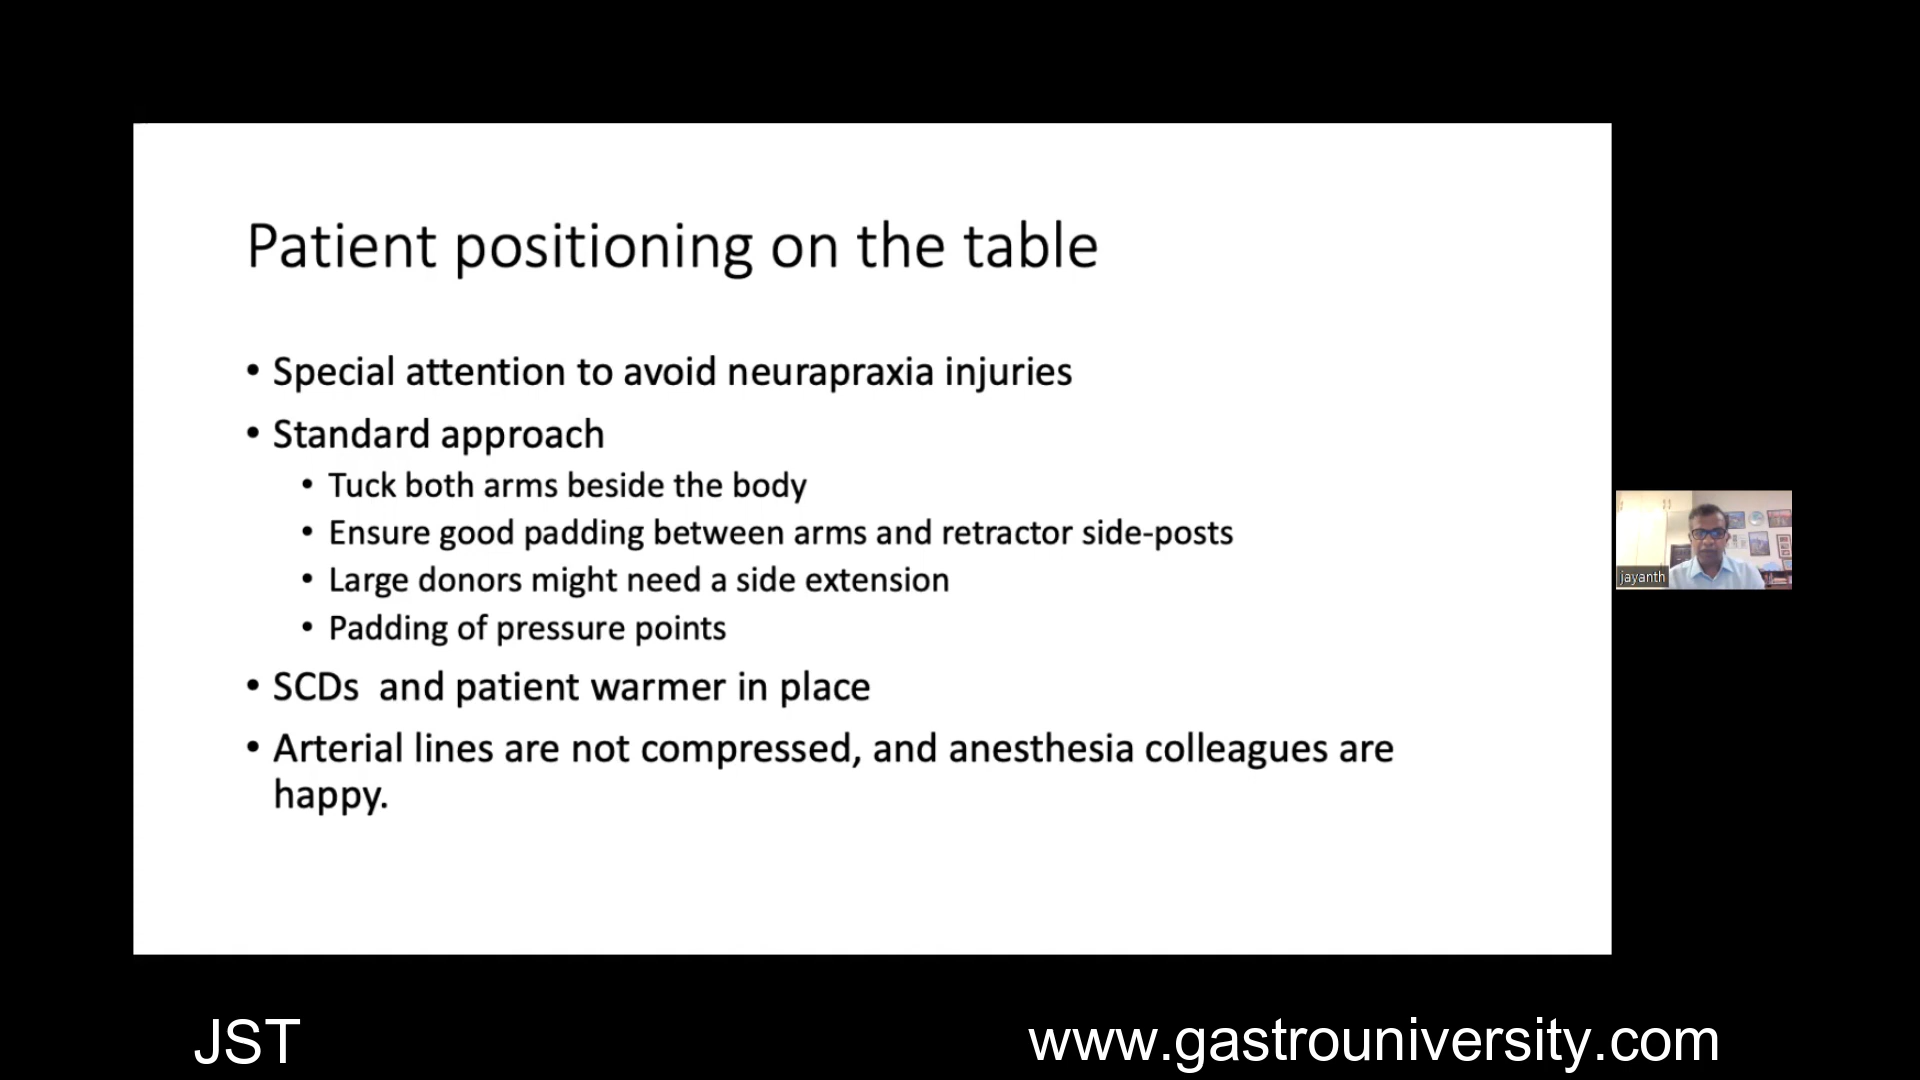 Patient positioning on the table
• Special attention to avoid neurapraxia injuries
• Standard approach
• Tuck both arms beside the body
• Ensure good padding between arms and retractor side-posts
• Large donors might need a side extension
• Padding of pressure points
• SCDs  and patient warmer in place
• Arterial lines are not compressed, and anesthesia colleagues are
happy.
jayanth
JST
www.gastrouniversity.com